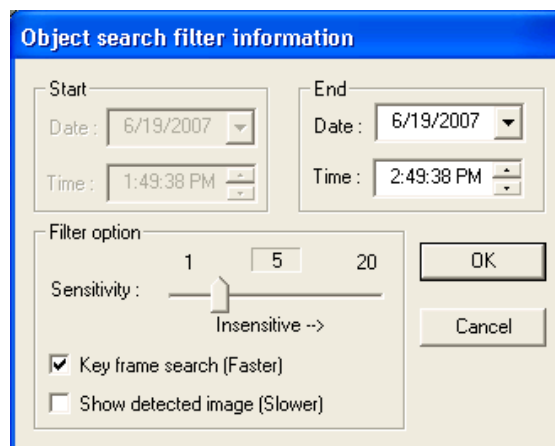 Object search filter information
Start
Date : 6/19/2007
Time : 1:49:38 PM
End
Date : 6/19/2007
Time : 2:49:38 PM
Filter option
1 5 20
Sensitivity :
Insensitive -->
Key frame search (Faster)
Show detected image (Slower)
OK
Cancel